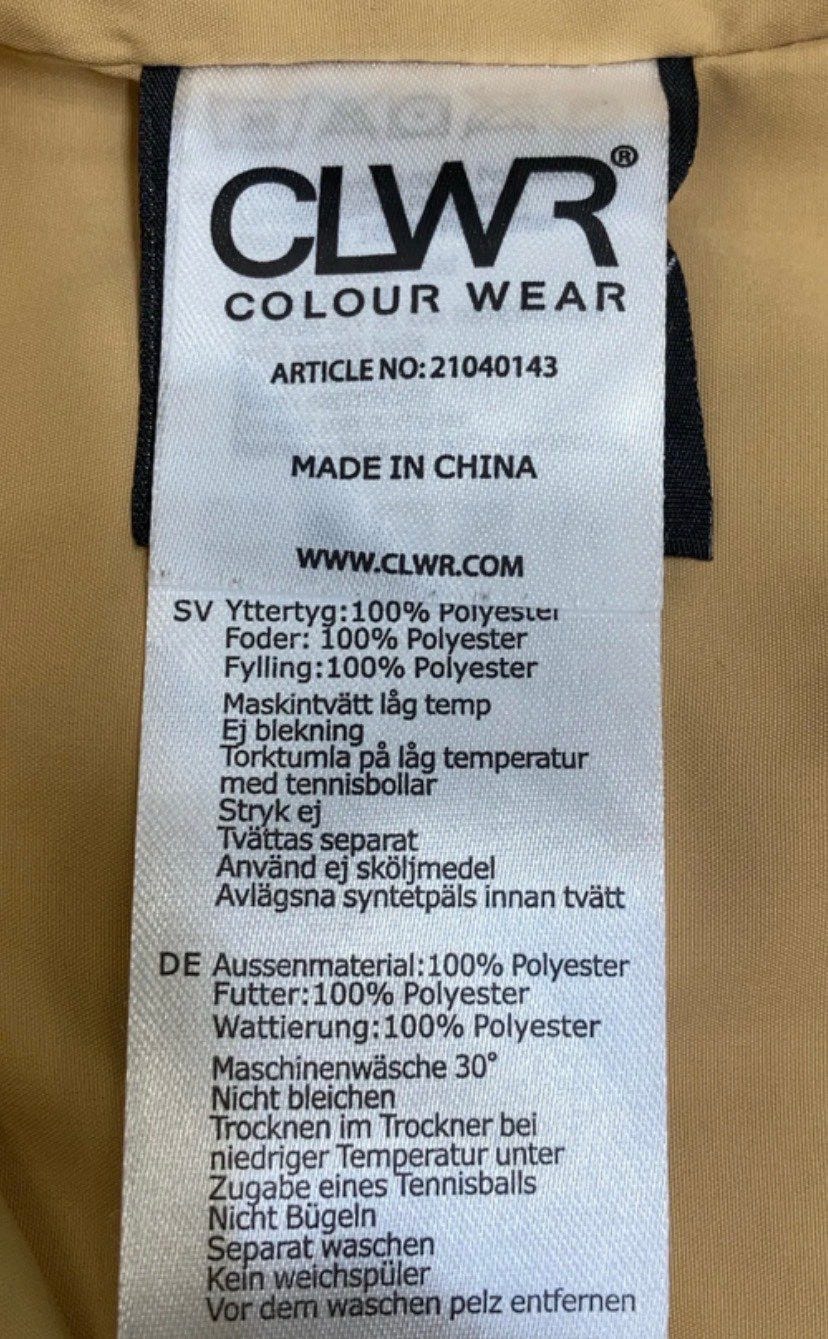 CLWR®
COLOUR WEAR
ARTICLE NO: 21040143
MADE IN CHINA
WWW.CLWR.COM
SV Yttertyg:100% Polyester
Foder: 100% Polyester
Fylling:100% Polyester
Maskintvätt låg temp
Ej blekning
Torktumla på låg temperatur
med tennisbollar
Stryk ej
Tvättas separat
Använd ej sköljmedel
Avlägsna syntetpäls innan tvätt
DE Aussenmaterial:100% Polyester
Futter:100% Polyester
Wattierung:100% Polyester
Maschinenwäsche 30°
Nicht bleichen
Trocknen im Trockner bei
niedriger Temperatur unter
Zugabe eines Tennisballs
Nicht Bügeln
Separat waschen
Kein weichspüler
Vor dem waschen pelz entfernen